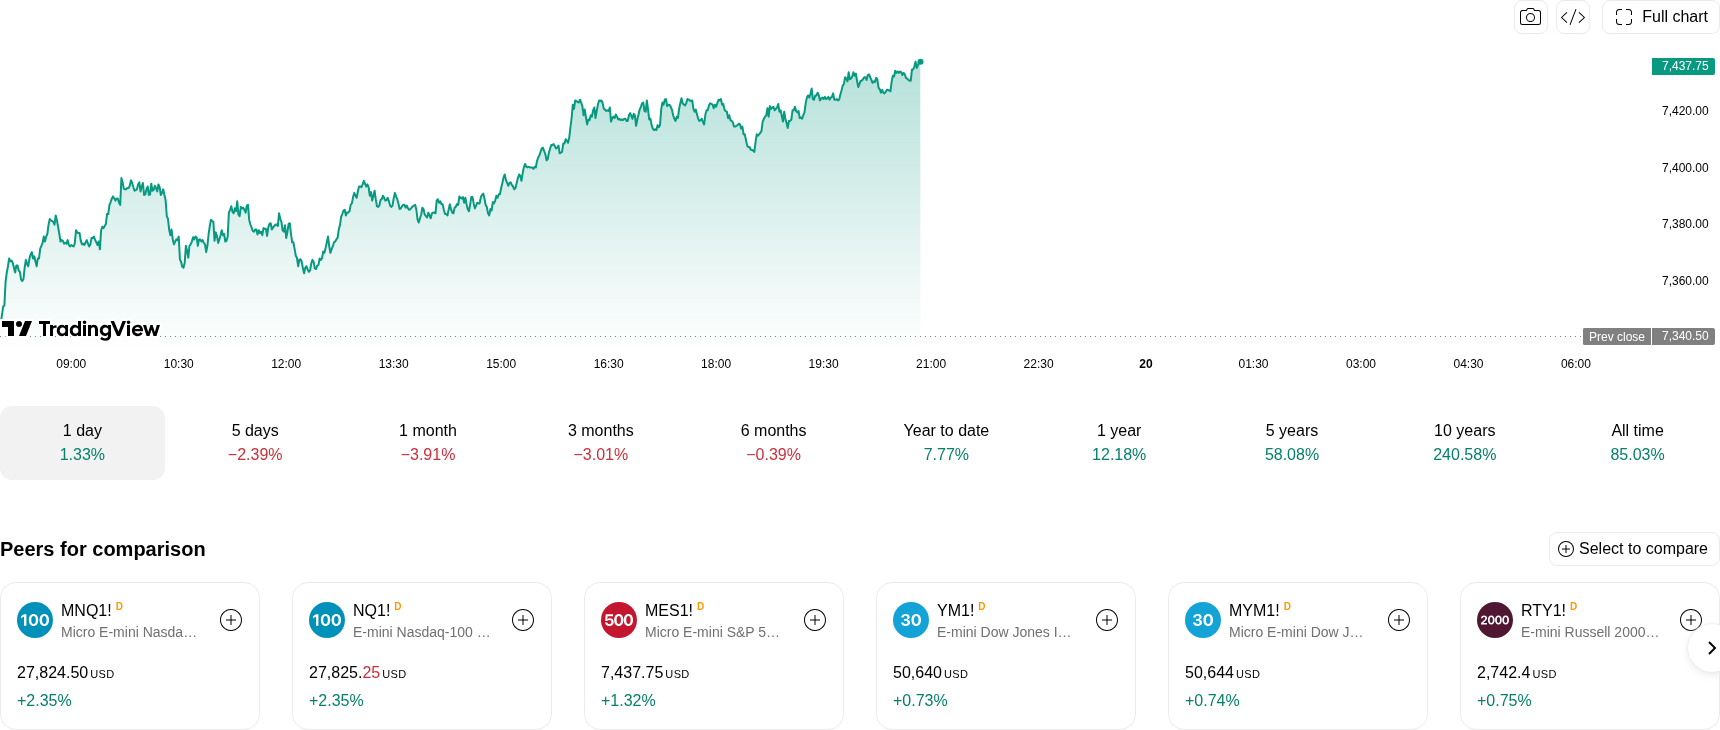 Full chart
7,437.75
7,420.00
7,400.00
7,380.00
7,360.00
TradingView
Prev close 7,340.50
09:00 10:30 12:00 13:30 15:00 16:30 18:00 19:30 21:00 22:30 20 01:30 03:00 04:30 06:00
1 day 5 days 1 month 3 months 6 months Year to date 1 year 5 years 10 years All time
1.33% −2.39% −3.91% −3.01% −0.39% 7.77% 12.18% 58.08% 240.58% 85.03%
Peers for comparison
Select to compare
100 MNQ1! D
Micro E-mini Nasda…
27,824.50 USD
+2.35%
100 NQ1! D
E-mini Nasdaq-100 …
27,825.25 USD
+2.35%
500 MES1! D
Micro E-mini S&P 5…
7,437.75 USD
+1.32%
30 YM1! D
E-mini Dow Jones I…
50,640 USD
+0.73%
30 MYM1! D
Micro E-mini Dow J…
50,644 USD
+0.74%
2000 RTY1! D
E-mini Russell 2000…
2,742.4 USD
+0.75%